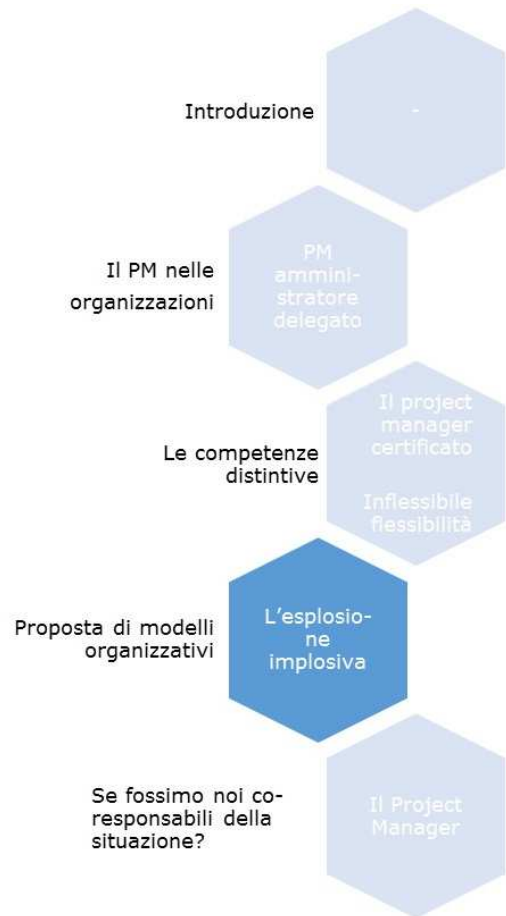 Introduzione
-
Il PM nelle
organizzazioni
PM
ammini-
stratore
delegato
Le competenze
distintive
Il project
manager
certificato
Inflessibile
flessibilità
Proposta di modelli
organizzativi
L'esplosio-
ne
implosiva
Se fossimo noi co-
responsabili della
situazione?
Il Project
Manager